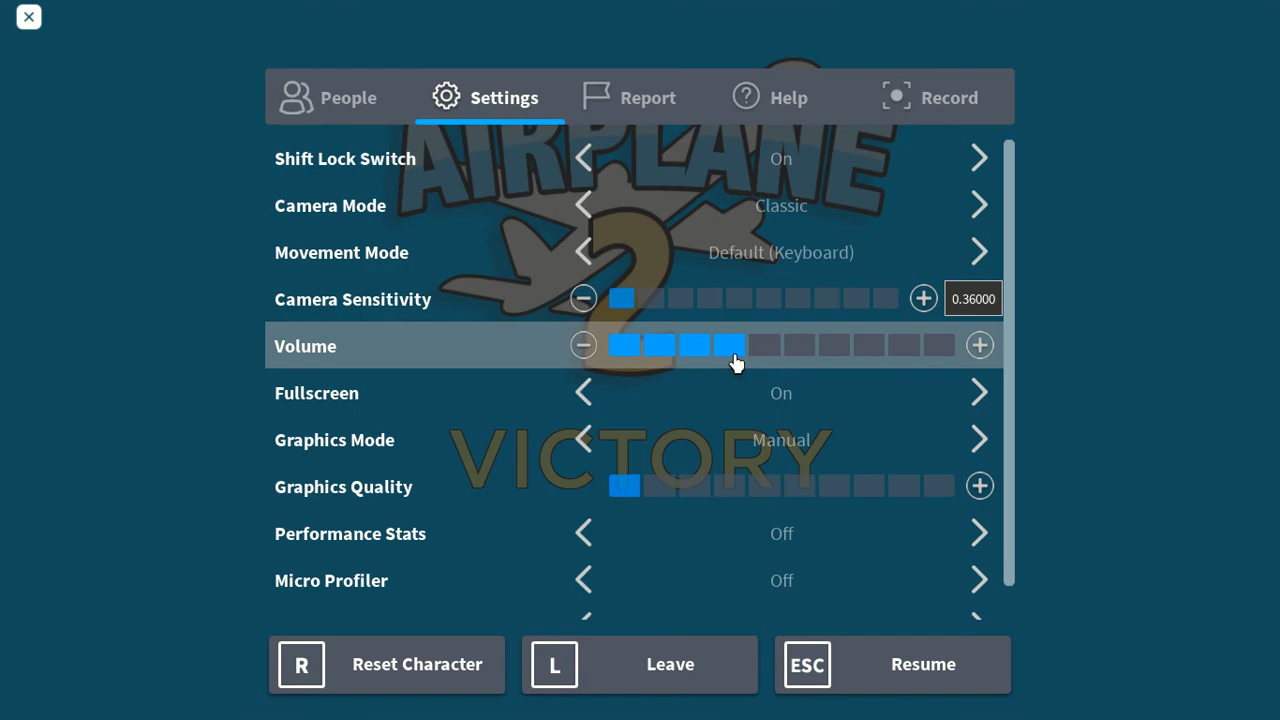 People Settings Report Help Record
AIRPLANE
2
VICTORY
Shift Lock Switch On
Camera Mode Classic
Movement Mode Default (Keyboard)
Camera Sensitivity 0.36000
Volume
Fullscreen On
Graphics Mode Manual
Graphics Quality
Performance Stats Off
Micro Profiler Off
R Reset Character L Leave ESC Resume